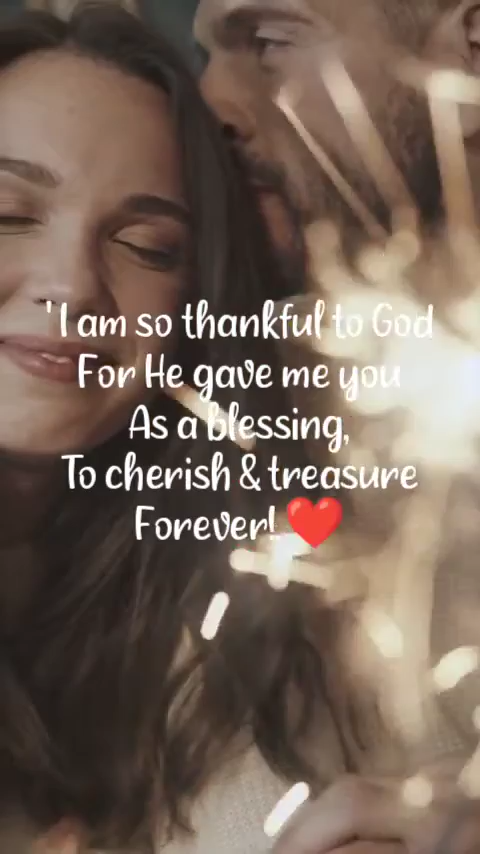 'I am so thankful to God
For He gave me you
As a blessing,
To cherish & treasure
Forever!. ❤️